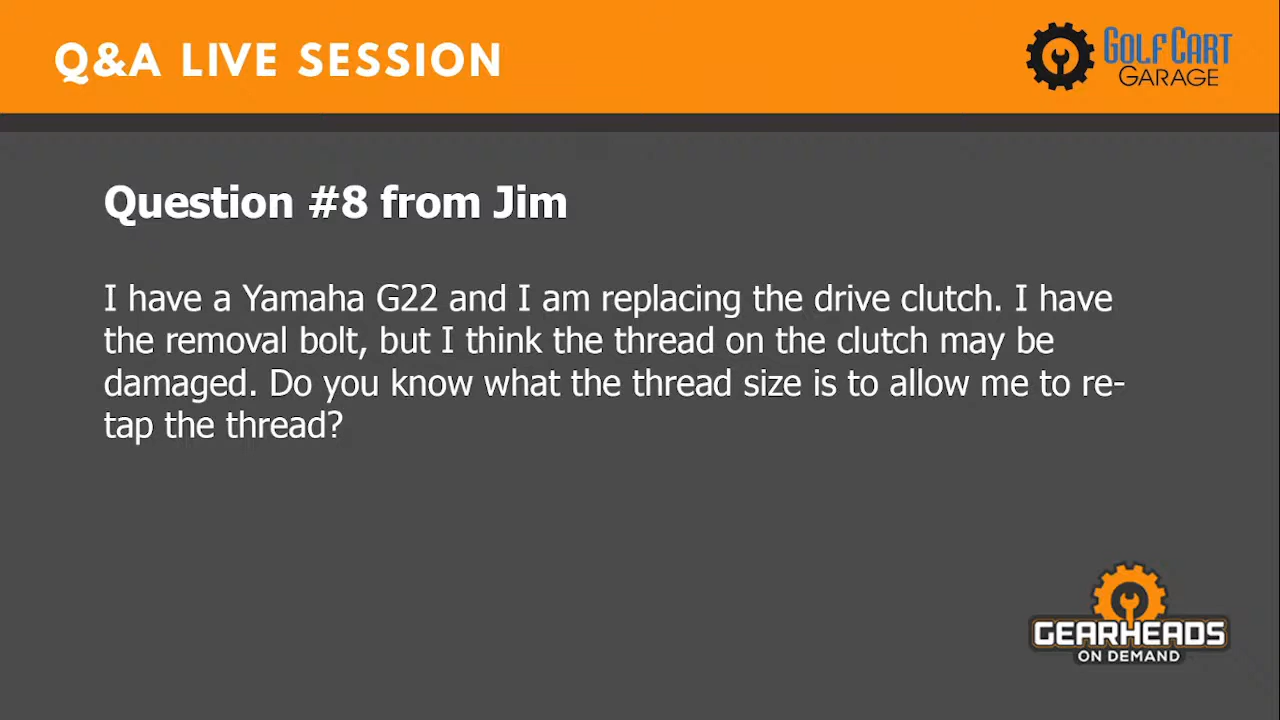 Q&A LIVE SESSION
GOLF CART
GARAGE
Question #8 from Jim
I have a Yamaha G22 and I am replacing the drive clutch. I have
the removal bolt, but I think the thread on the clutch may be
damaged. Do you know what the thread size is to allow me to re-
tap the thread?
GEARHEADS
ON DEMAND